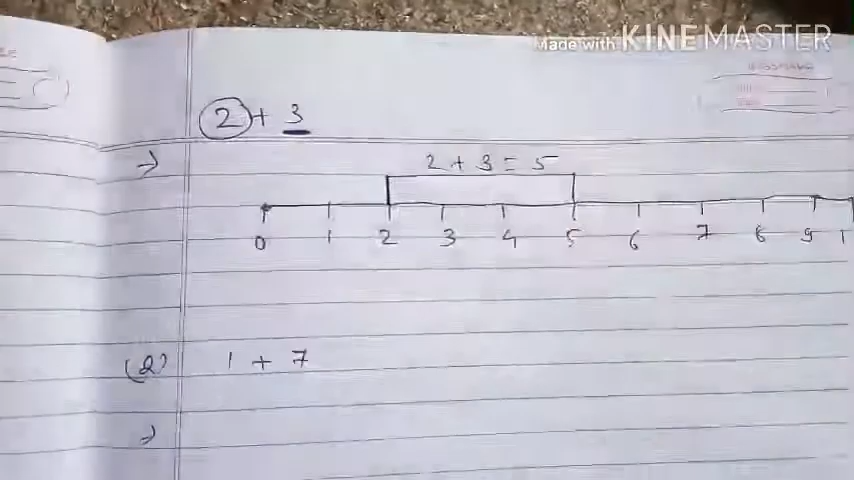 Made with KINEMASTER
2 + 3
→ 2 + 3 = 5
0 1 2 3 4 5 6 7 8 9 1
(2) 1 + 7
→